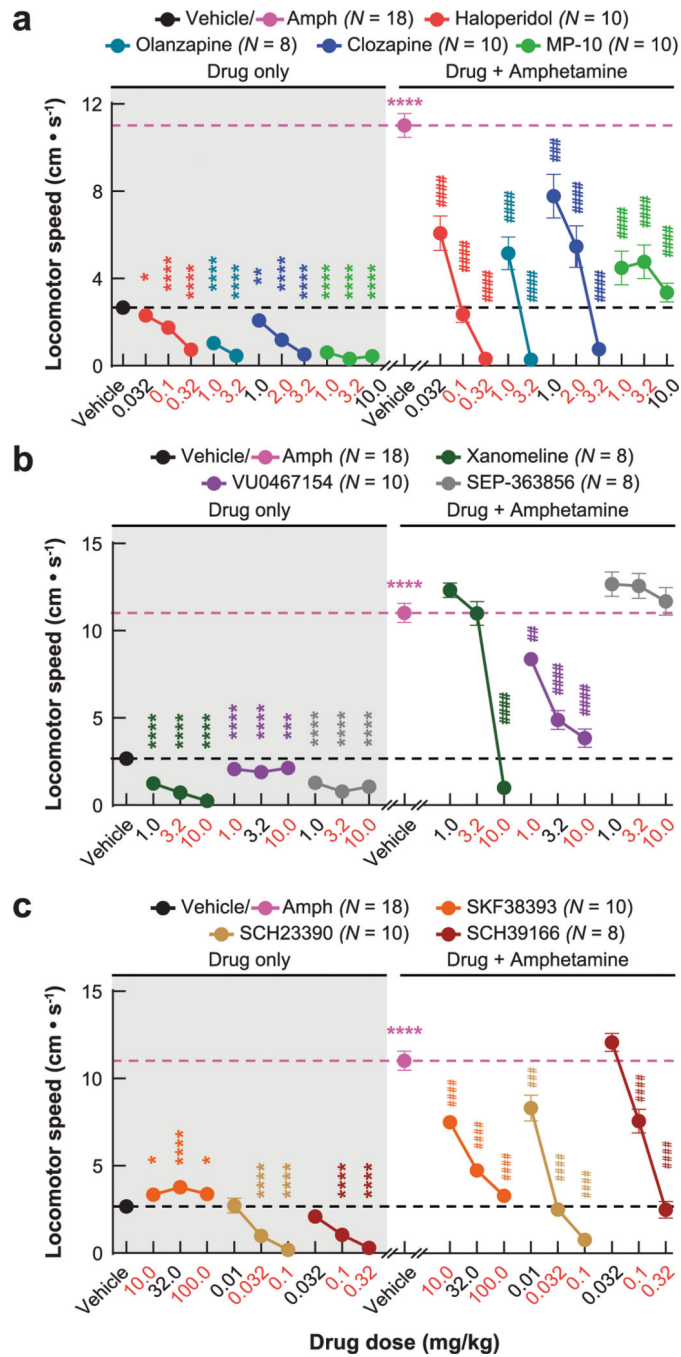 a
Vehicle/ Amph (N = 18) Haloperidol (N = 10)
Olanzapine (N = 8) Clozapine (N = 10) MP-10 (N = 10)
Drug only Drug + Amphetamine
Locomotor speed (cm • s⁻¹)
12
8
4
0
****
* **** **** **** **** ** **** **** **** **** ****
#### #### #### #### #### #### #### #### #### ####
Vehicle 0.032 0.1 0.32 1.0 3.2 1.0 2.0 3.2 1.0 3.2 10.0 Vehicle 0.032 0.1 0.32 1.0 3.2 1.0 2.0 3.2 1.0 3.2 10.0
b
Vehicle/ Amph (N = 18) Xanomeline (N = 8)
VU0467154 (N = 10) SEP-363856 (N = 8)
Drug only Drug + Amphetamine
Locomotor speed (cm • s⁻¹)
15
10
5
0
****
**** **** **** **** **** *** **** **** ****
#### ## #### ####
Vehicle 1.0 3.2 10.0 1.0 3.2 10.0 1.0 3.2 10.0 Vehicle 1.0 3.2 10.0 1.0 3.2 10.0 1.0 3.2 10.0
c
Vehicle/ Amph (N = 18) SKF38393 (N = 10)
SCH23390 (N = 10) SCH39166 (N = 8)
Drug only Drug + Amphetamine
Locomotor speed (cm • s⁻¹)
15
10
5
0
****
* **** * **** **** **** ****
Vehicle 10.0 32.0 100.0 0.01 0.032 0.1 0.032 0.1 0.32 Vehicle 10.0 32.0 100.0 0.01 0.032 0.1 0.032 0.1 0.32
Drug dose (mg/kg)